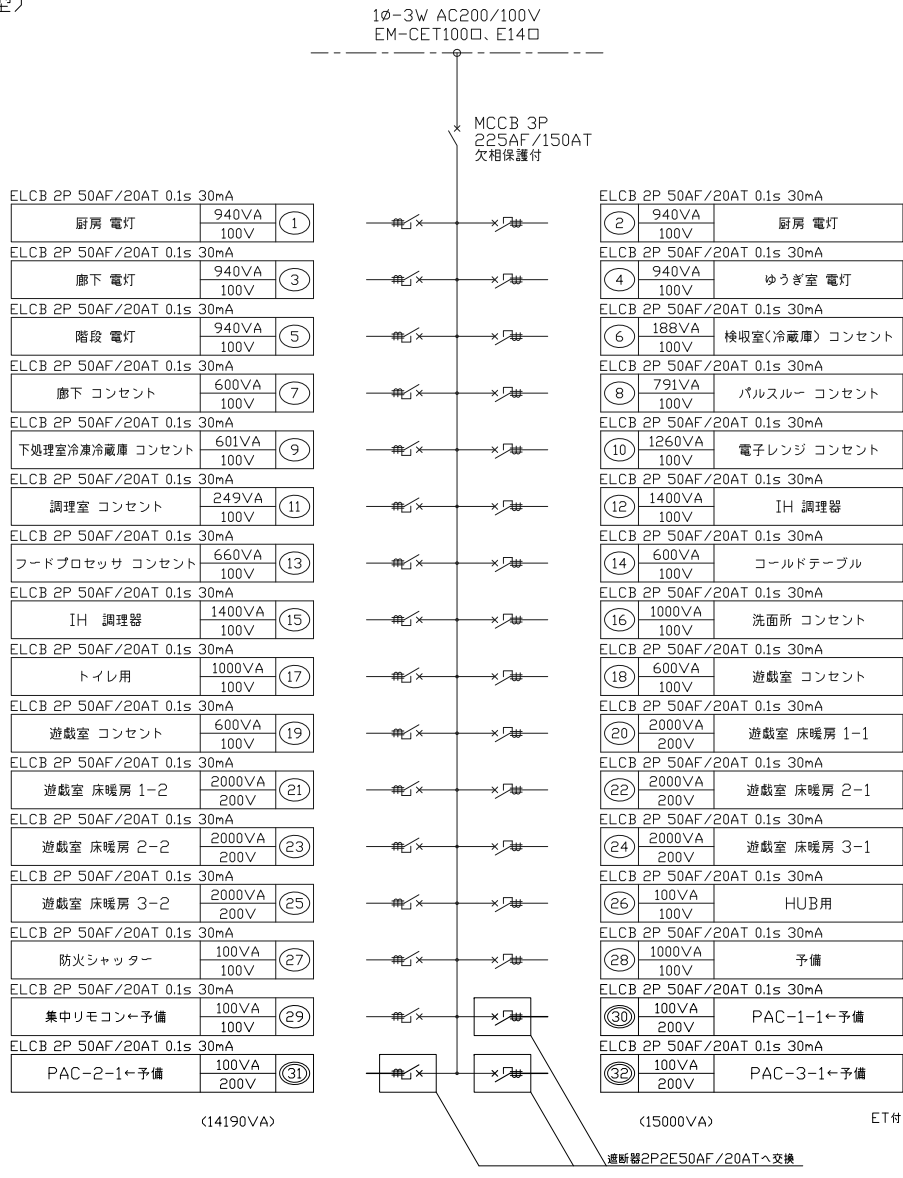 1φ-3W AC200/100V
EM-CET100□、E14□
MCCB 3P
225AF/150AT
欠相保護付
ELCB 2P 50AF/20AT 0.1s 30mA
厨房 電灯 940VA 100V 1
ELCB 2P 50AF/20AT 0.1s 30mA
2 940VA 100V 厨房 電灯
ELCB 2P 50AF/20AT 0.1s 30mA
廊下 電灯 940VA 100V 3
ELCB 2P 50AF/20AT 0.1s 30mA
4 940VA 100V ゆうぎ室 電灯
ELCB 2P 50AF/20AT 0.1s 30mA
階段 電灯 940VA 100V 5
ELCB 2P 50AF/20AT 0.1s 30mA
6 188VA 100V 検収室(冷蔵庫) コンセント
ELCB 2P 50AF/20AT 0.1s 30mA
廊下 コンセント 600VA 100V 7
ELCB 2P 50AF/20AT 0.1s 30mA
8 791VA 100V パルスルー コンセント
ELCB 2P 50AF/20AT 0.1s 30mA
下処理室冷凍冷蔵庫 コンセント 601VA 100V 9
ELCB 2P 50AF/20AT 0.1s 30mA
10 1260VA 100V 電子レンジ コンセント
ELCB 2P 50AF/20AT 0.1s 30mA
調理室 コンセント 249VA 100V 11
ELCB 2P 50AF/20AT 0.1s 30mA
12 1400VA 100V IH 調理器
ELCB 2P 50AF/20AT 0.1s 30mA
フードプロセッサ コンセント 660VA 100V 13
ELCB 2P 50AF/20AT 0.1s 30mA
14 600VA 100V コールドテーブル
ELCB 2P 50AF/20AT 0.1s 30mA
IH 調理器 1400VA 100V 15
ELCB 2P 50AF/20AT 0.1s 30mA
16 1000VA 100V 洗面所 コンセント
ELCB 2P 50AF/20AT 0.1s 30mA
トイレ用 1000VA 100V 17
ELCB 2P 50AF/20AT 0.1s 30mA
18 600VA 100V 遊戯室 コンセント
ELCB 2P 50AF/20AT 0.1s 30mA
遊戯室 コンセント 600VA 100V 19
ELCB 2P 50AF/20AT 0.1s 30mA
20 2000VA 200V 遊戯室 床暖房 1-1
ELCB 2P 50AF/20AT 0.1s 30mA
遊戯室 床暖房 1-2 2000VA 200V 21
ELCB 2P 50AF/20AT 0.1s 30mA
22 2000VA 200V 遊戯室 床暖房 2-1
ELCB 2P 50AF/20AT 0.1s 30mA
遊戯室 床暖房 2-2 2000VA 200V 23
ELCB 2P 50AF/20AT 0.1s 30mA
24 2000VA 200V 遊戯室 床暖房 3-1
ELCB 2P 50AF/20AT 0.1s 30mA
遊戯室 床暖房 3-2 2000VA 200V 25
ELCB 2P 50AF/20AT 0.1s 30mA
26 100VA 100V HUB用
ELCB 2P 50AF/20AT 0.1s 30mA
防火シャッター 100VA 100V 27
ELCB 2P 50AF/20AT 0.1s 30mA
28 1000VA 100V 予備
ELCB 2P 50AF/20AT 0.1s 30mA
集中リモコン←予備 100VA 100V 29
ELCB 2P 50AF/20AT 0.1s 30mA
30 100VA 200V PAC-1-1←予備
ELCB 2P 50AF/20AT 0.1s 30mA
PAC-2-1←予備 100VA 200V 31
ELCB 2P 50AF/20AT 0.1s 30mA
32 100VA 200V PAC-3-1←予備
(14190VA)
(15000VA)
ET付
遮断器2P2E50AF/20ATへ交換